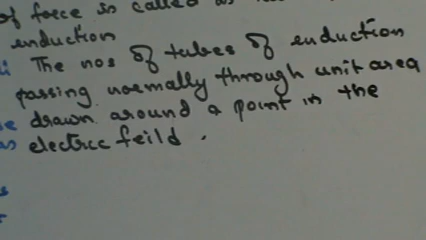 of force is called as
induction
The nos of tubes of induction
passing normally through unit area
drawn around a point in the
electric feild.